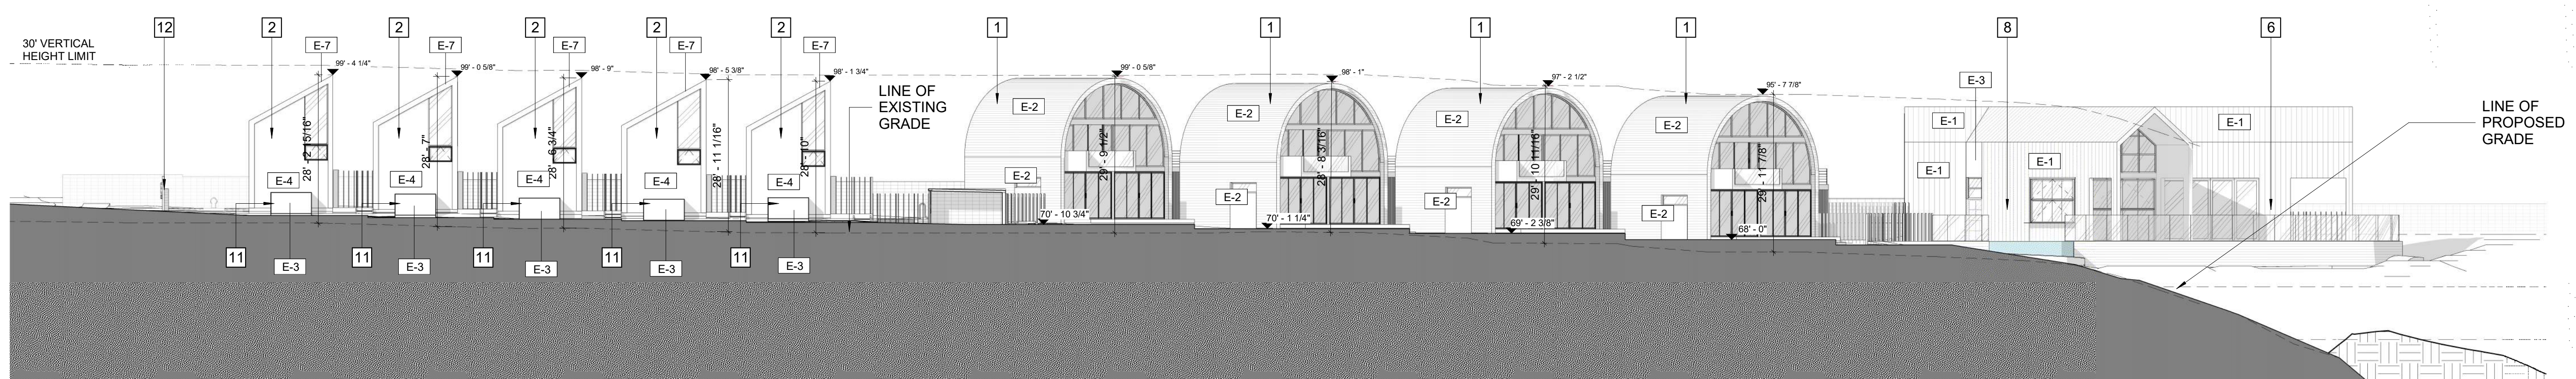 12
2
2
2
2
2
1
1
1
1
8
6
30' VERTICAL
HEIGHT LIMIT
E-7
E-7
E-7
E-7
E-7
99' - 4 1/4"
99' - 0 5/8"
98' - 9"
98' - 5 3/8"
98' - 1 3/4"
99' - 0 5/8"
98' - 1"
97' - 2 1/2"
95' - 7 7/8"
E-3
LINE OF
EXISTING
GRADE
LINE OF
PROPOSED
GRADE
E-2
E-2
E-2
E-2
E-1
E-1
28' - 2 15/16"
28' - 7"
28' - 6 3/4"
28' - 11 1/16"
28' - 10"
29' - 9 1/2"
28' - 8 3/16"
29' - 10 11/16"
29' - 11 7/8"
E-4
E-4
E-4
E-4
E-4
E-2
E-2
E-2
E-2
E-1
E-1
70' - 10 3/4"
70' - 1 1/4"
69' - 2 3/8"
68' - 0"
11
E-3
11
E-3
11
E-3
11
E-3
11
E-3